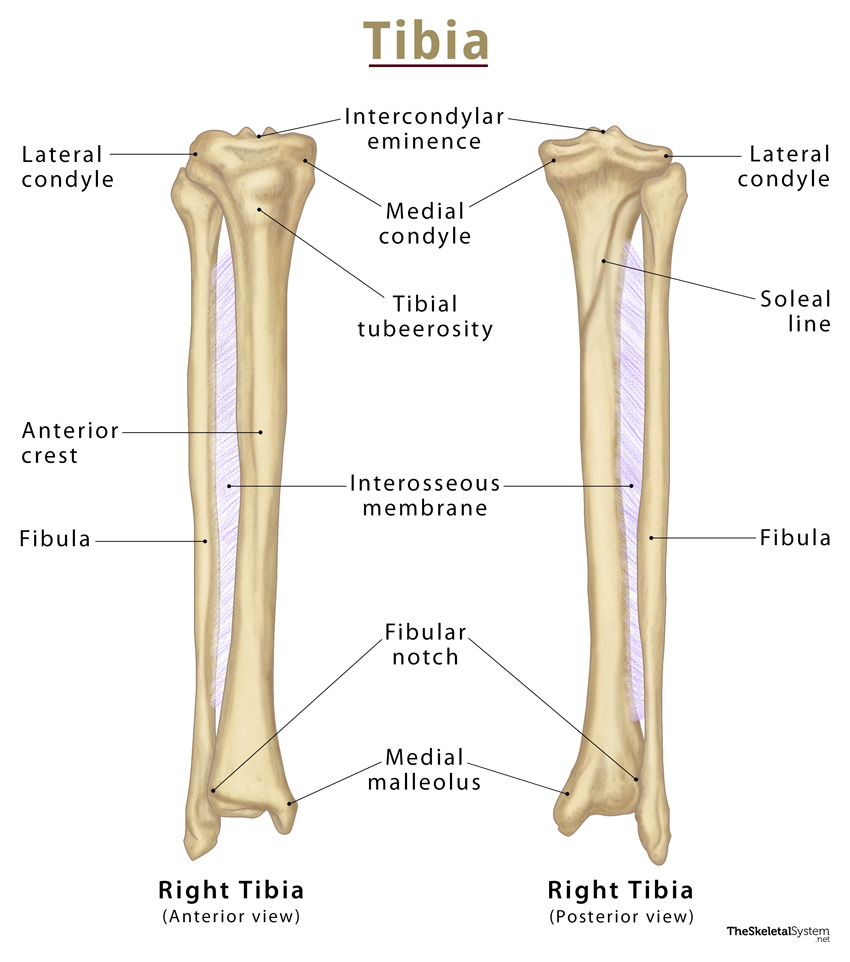 Tibia
Intercondylar
eminence
Lateral
condyle
Lateral
condyle
Medial
condyle
Tibial
tubeerosity
Soleal
line
Anterior
crest
Interosseous
membrane
Fibula
Fibula
Fibular
notch
Medial
malleolus
Right Tibia
(Anterior view)
Right Tibia
(Posterior view)
TheSkeletalSystem
.net